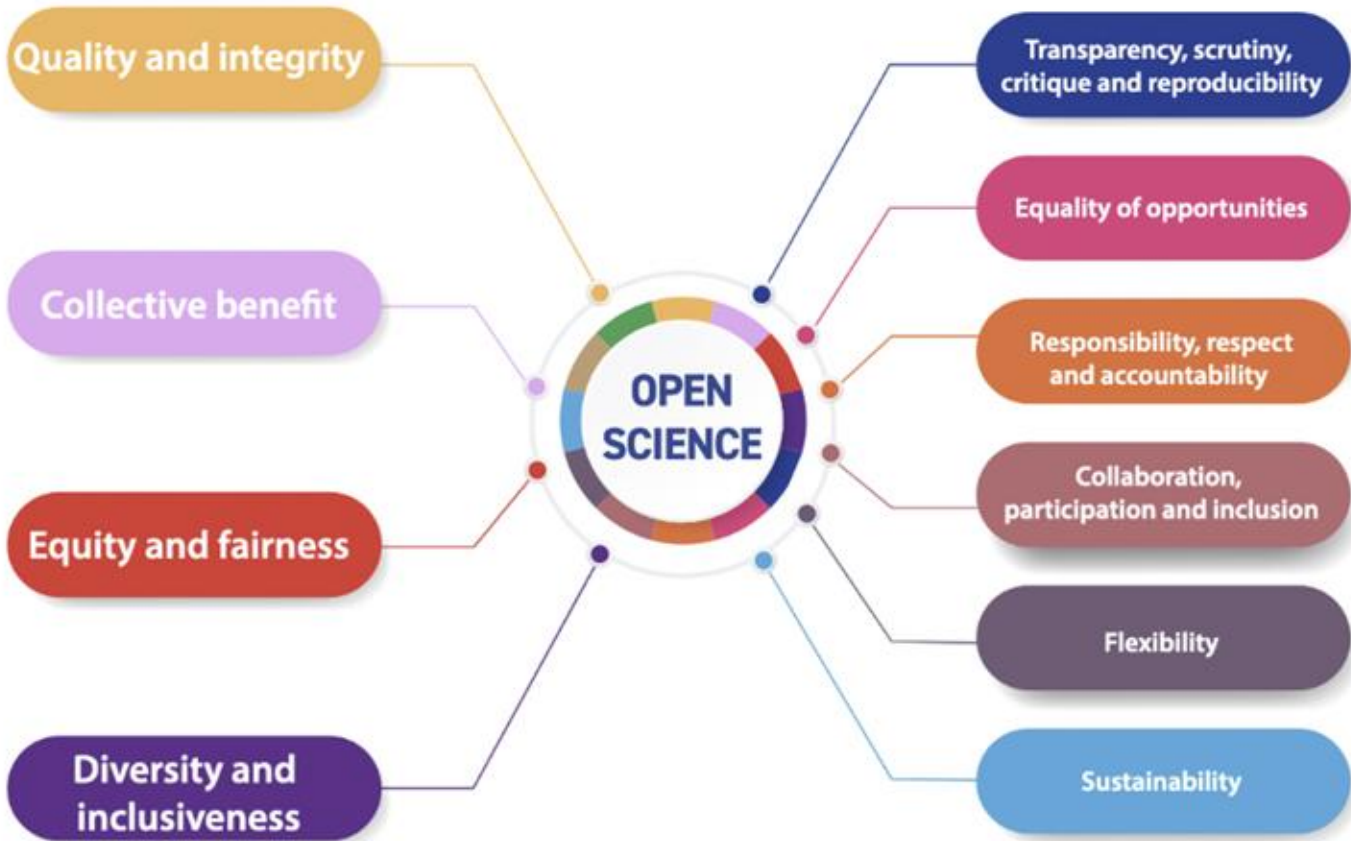 Quality and integrity
Collective benefit
Equity and fairness
Diversity and
inclusiveness
OPEN
SCIENCE
Transparency, scrutiny,
critique and reproducibility
Equality of opportunities
Responsibility, respect
and accountability
Collaboration,
participation and inclusion
Flexibility
Sustainability